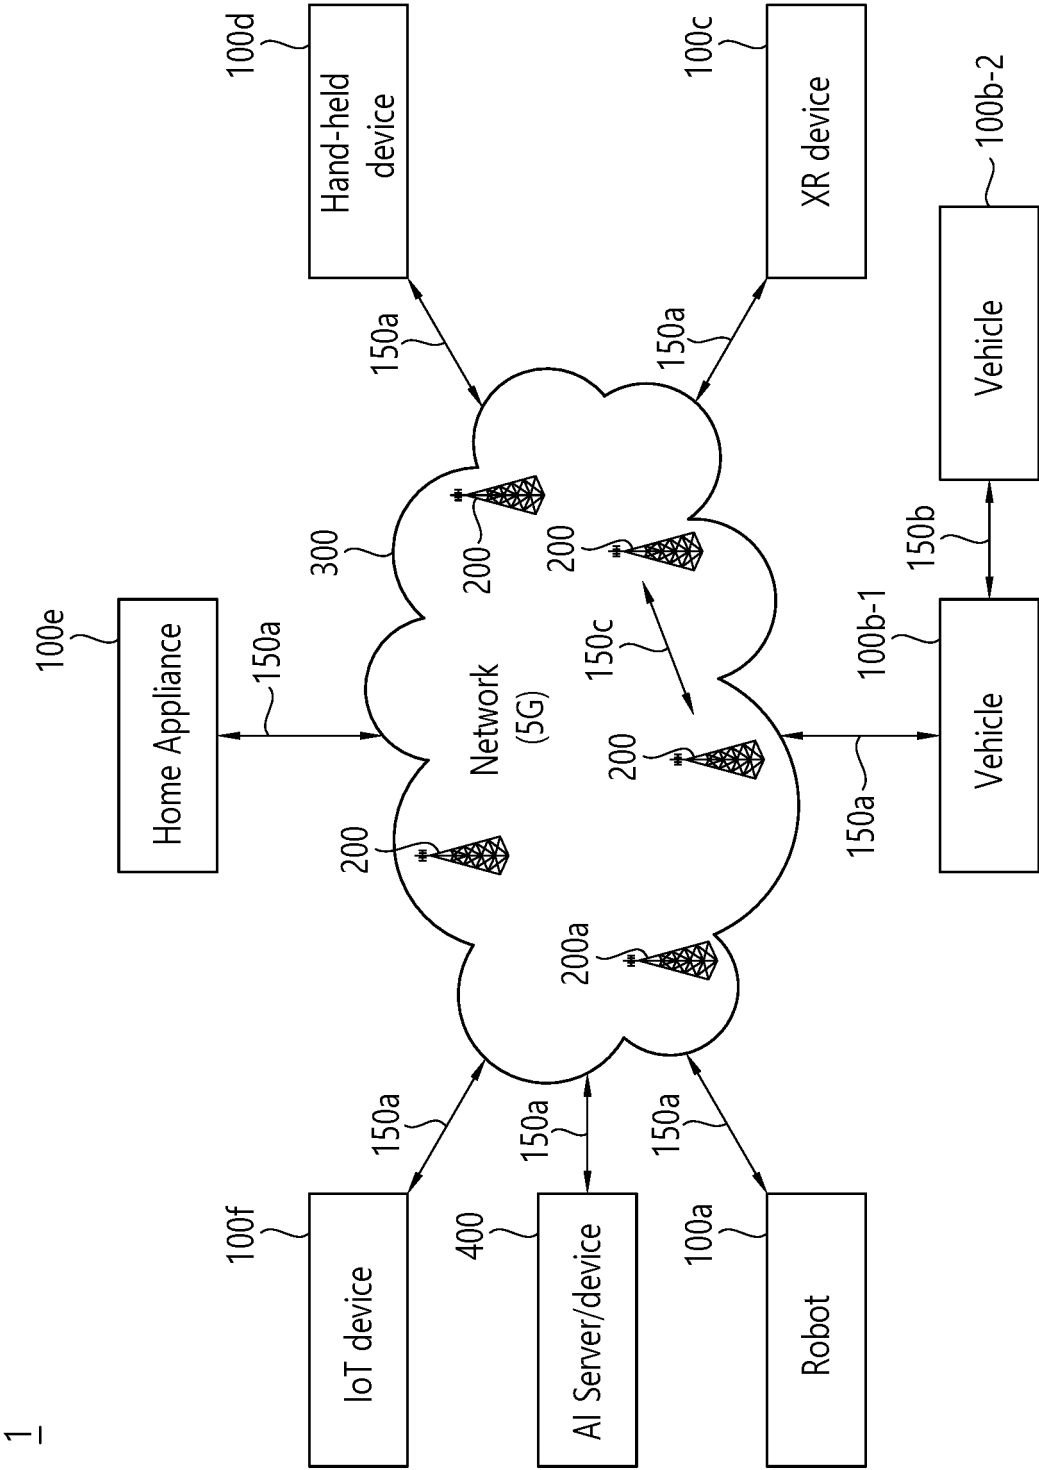 1
100e
Home Appliance
150a
100f
100d
IoT device
Hand-held
device
300
200
150a
150a
400
200
Network
(5G)
150a
200a
200
AI Server/device
150c
200
150a
150a
100a
100c
Robot
XR device
150a
100b-1
150b
100b-2
Vehicle
Vehicle